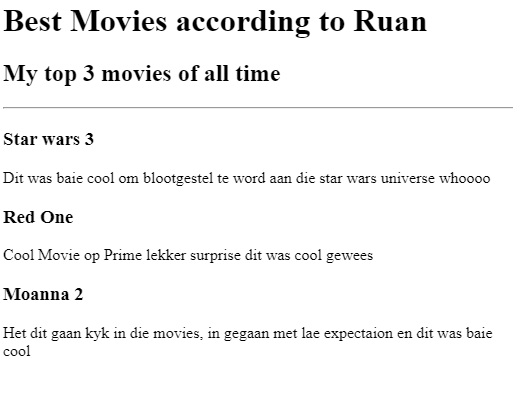 Best Movies according to Ruan
My top 3 movies of all time
Star wars 3
Dit was baie cool om blootgestel te word aan die star wars universe whoooo
Red One
Cool Movie op Prime lekker surprise dit was cool gewees
Moanna 2
Het dit gaan kyk in die movies, in gegaan met lae expectaion en dit was baie
cool